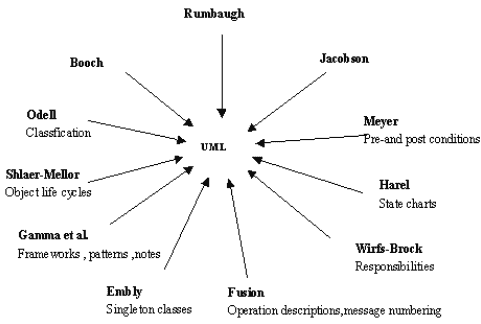 Rumbaugh
Booch
Jacobson
Odell
Classfication
Meyer
Pre-and post conditions
UML
Shlaer-Mellor
Object life cycles
Harel
State charts
Gamma et al.
Frameworks , patterns ,notes
Wirfs-Brock
Responsibilities
Embly
Singleton classes
Fusion
Operation descriptions,message numbering